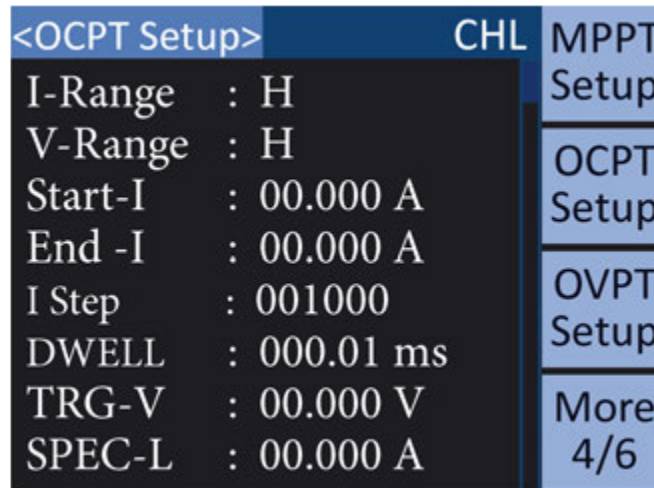 <OCPT Setup> CHL
I-Range : H
V-Range : H
Start-I : 00.000 A
End -I : 00.000 A
I Step : 001000
DWELL : 000.01 ms
TRG-V : 00.000 V
SPEC-L : 00.000 A
MPPT
Setup
OCPT
Setup
OVPT
Setup
More
4/6